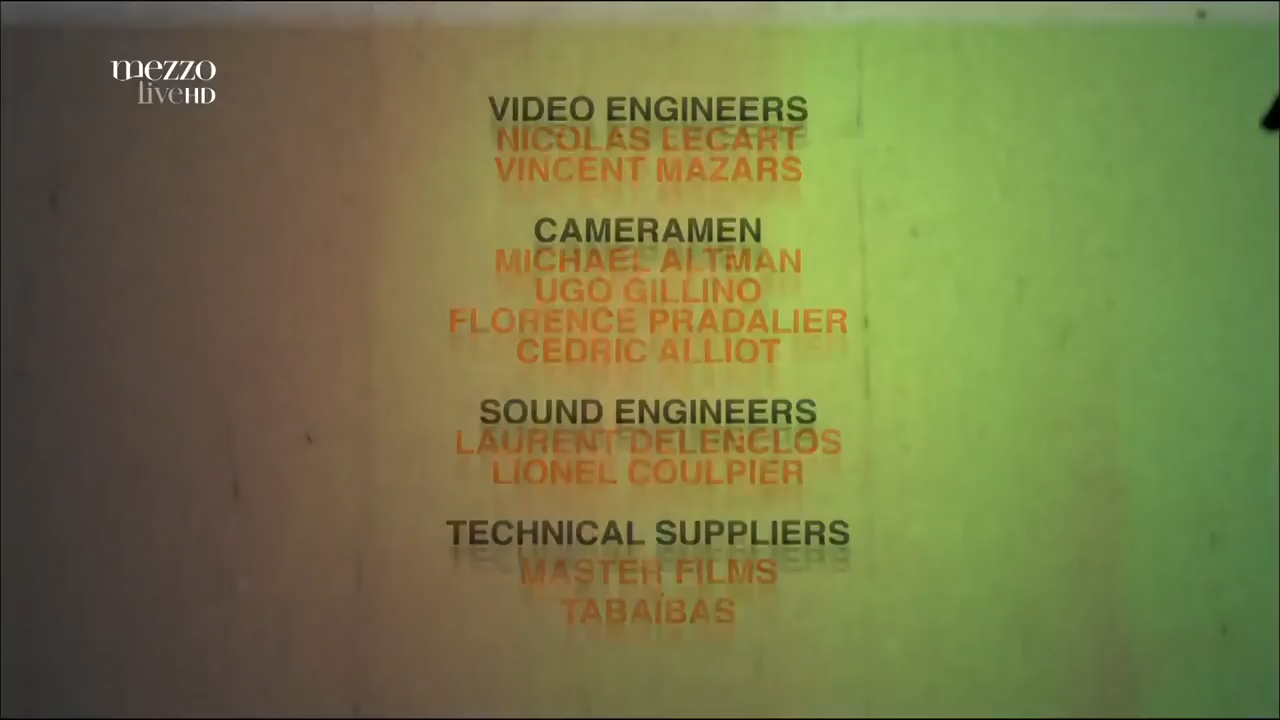 mezzo
liveHD
VIDEO ENGINEERS
NICOLAS LECART
VINCENT MAZARS
CAMERAMEN
MICHAEL ALTMAN
UGO GILLINO
FLORENCE PRADALIER
CEDRIC ALLIOT
SOUND ENGINEERS
LAURENT DELENCLOS
LIONEL COULPIER
TECHNICAL SUPPLIERS
MASTER FILMS
TABAÍBAS